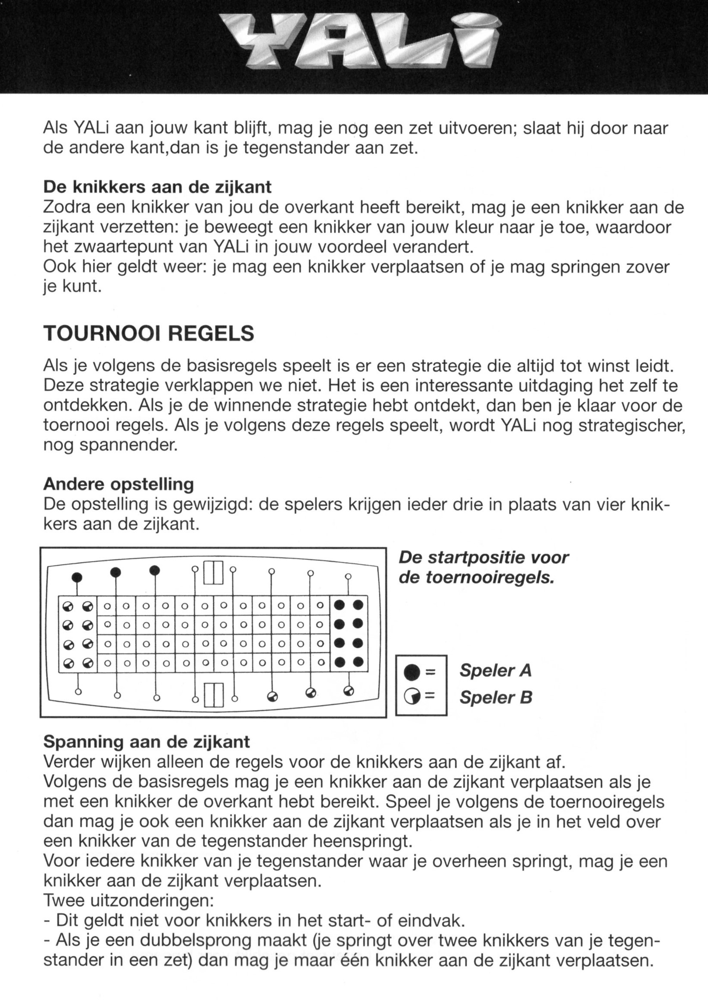 YALi
Als YALi aan jouw kant blijft, mag je nog een zet uitvoeren; slaat hij door naar
de andere kant,dan is je tegenstander aan zet.
De knikkers aan de zijkant
Zodra een knikker van jou de overkant heeft bereikt, mag je een knikker aan de
zijkant verzetten: je beweegt een knikker van jouw kleur naar je toe, waardoor
het zwaartepunt van YALi in jouw voordeel verandert.
Ook hier geldt weer: je mag een knikker verplaatsen of je mag springen zover
je kunt.
TOURNOOI REGELS
Als je volgens de basisregels speelt is er een strategie die altijd tot winst leidt.
Deze strategie verklappen we niet. Het is een interessante uitdaging het zelf te
ontdekken. Als je de winnende strategie hebt ontdekt, dan ben je klaar voor de
toernooi regels. Als je volgens deze regels speelt, wordt YALi nog strategischer,
nog spannender.
Andere opstelling
De opstelling is gewijzigd: de spelers krijgen ieder drie in plaats van vier knik-
kers aan de zijkant.
De startpositie voor
de toernooiregels.
= Speler A
= Speler B
Spanning aan de zijkant
Verder wijken alleen de regels voor de knikkers aan de zijkant af.
Volgens de basisregels mag je een knikker aan de zijkant verplaatsen als je
met een knikker de overkant hebt bereikt. Speel je volgens de toernooiregels
dan mag je ook een knikker aan de zijkant verplaatsen als je in het veld over
een knikker van de tegenstander heenspringt.
Voor iedere knikker van je tegenstander waar je overheen springt, mag je een
knikker aan de zijkant verplaatsen.
Twee uitzonderingen:
- Dit geldt niet voor knikkers in het start- of eindvak.
- Als je een dubbelsprong maakt (je springt over twee knikkers van je tegen-
stander in een zet) dan mag je maar één knikker aan de zijkant verplaatsen.